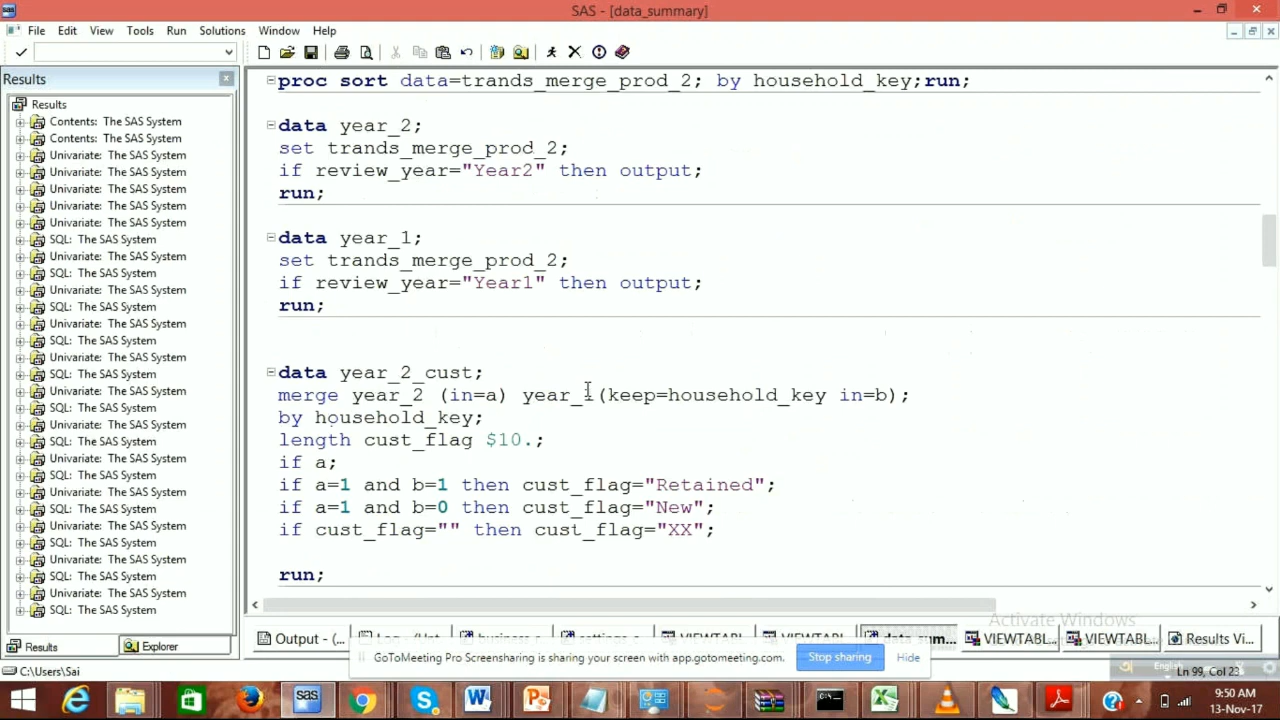 SAS - [data_summary]
File Edit View Tools Run Solutions Window Help
Results
Results
Contents: The SAS System
Contents: The SAS System
Univariate: The SAS System
Univariate: The SAS System
Univariate: The SAS System
Univariate: The SAS System
Univariate: The SAS System
SQL: The SAS System
Univariate: The SAS System
SQL: The SAS System
Univariate: The SAS System
SQL: The SAS System
Univariate: The SAS System
SQL: The SAS System
Univariate: The SAS System
SQL: The SAS System
Univariate: The SAS System
SQL: The SAS System
Univariate: The SAS System
SQL: The SAS System
Univariate: The SAS System
SQL: The SAS System
Univariate: The SAS System
SQL: The SAS System
Univariate: The SAS System
SQL: The SAS System
Univariate: The SAS System
SQL: The SAS System
Univariate: The SAS System
SQL: The SAS System
Results Explorer
proc sort data=trands_merge_prod_2; by household_key;run;
data year_2;
set trands_merge_prod_2;
if review_year="Year2" then output;
run;
data year_1;
set trands_merge_prod_2;
if review_year="Year1" then output;
run;
data year_2_cust;
merge year_2 (in=a) year_ (keep=household_key in=b);
by household_key;
length cust_flag $10.;
if a;
if a=1 and b=1 then cust_flag="Retained";
if a=1 and b=0 then cust_flag="New";
if cust_flag="" then cust_flag="XX";
run;
Activate Windows
Output - (... VIEWTABL... VIEWTABL... Results Vi...
GoToMeeting Pro Screensharing is sharing your screen with app.gotomeeting.com. Stop sharing Hide
C:\Users\Sai
English
Ln 99, Col 23
9:50 AM
13-Nov-17